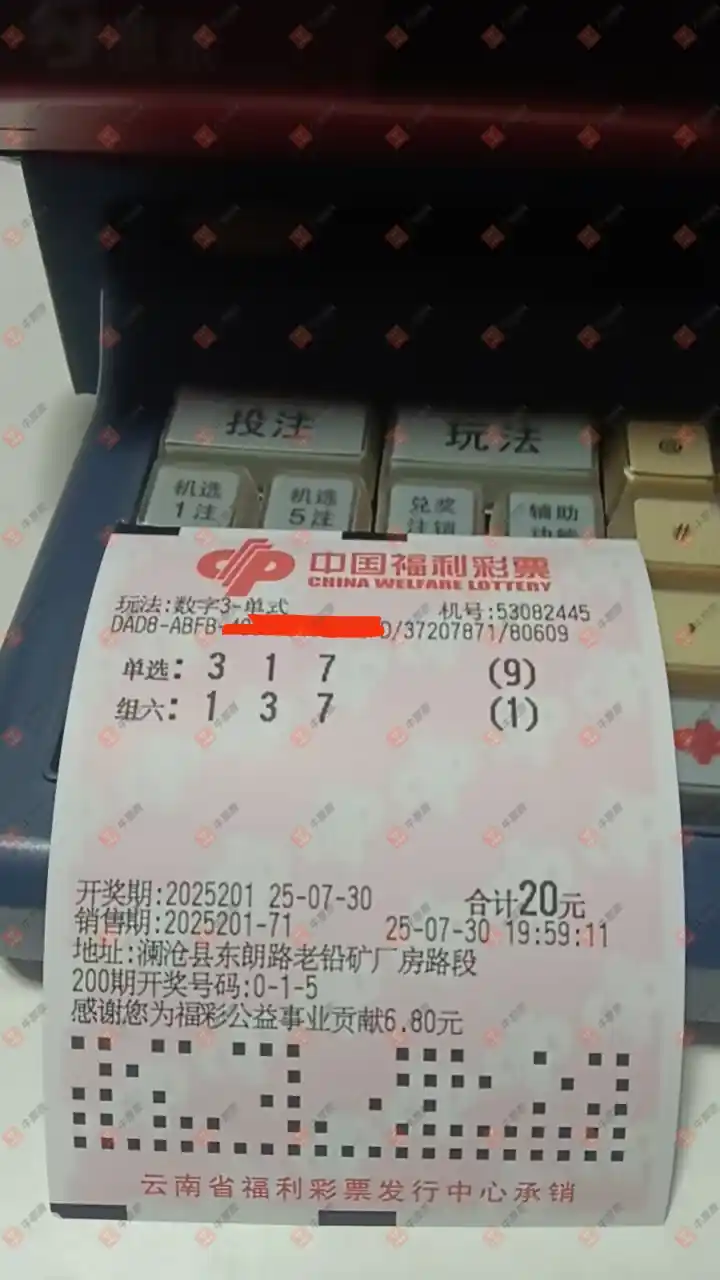 投注
玩法
机选
1注
机选
5注
兑奖
注销
辅助
#
中国福利彩票
CHINA WELFARE LOTTERY
玩法:数字3-单式 机号:53082445
DAD8-ABFB- /37207871/80609
单选: 3 1 7 (9)
组六: 1 3 7 (1)
开奖期:2025201 25-07-30 合计20元
销售期:2025201-71 25-07-30 19:59:11
地址:澜沧县东朗路老铅矿厂房路段
200期开奖号码:0-1-5
感谢您为福彩公益事业贡献6.80元
云南省福利彩票发行中心承销